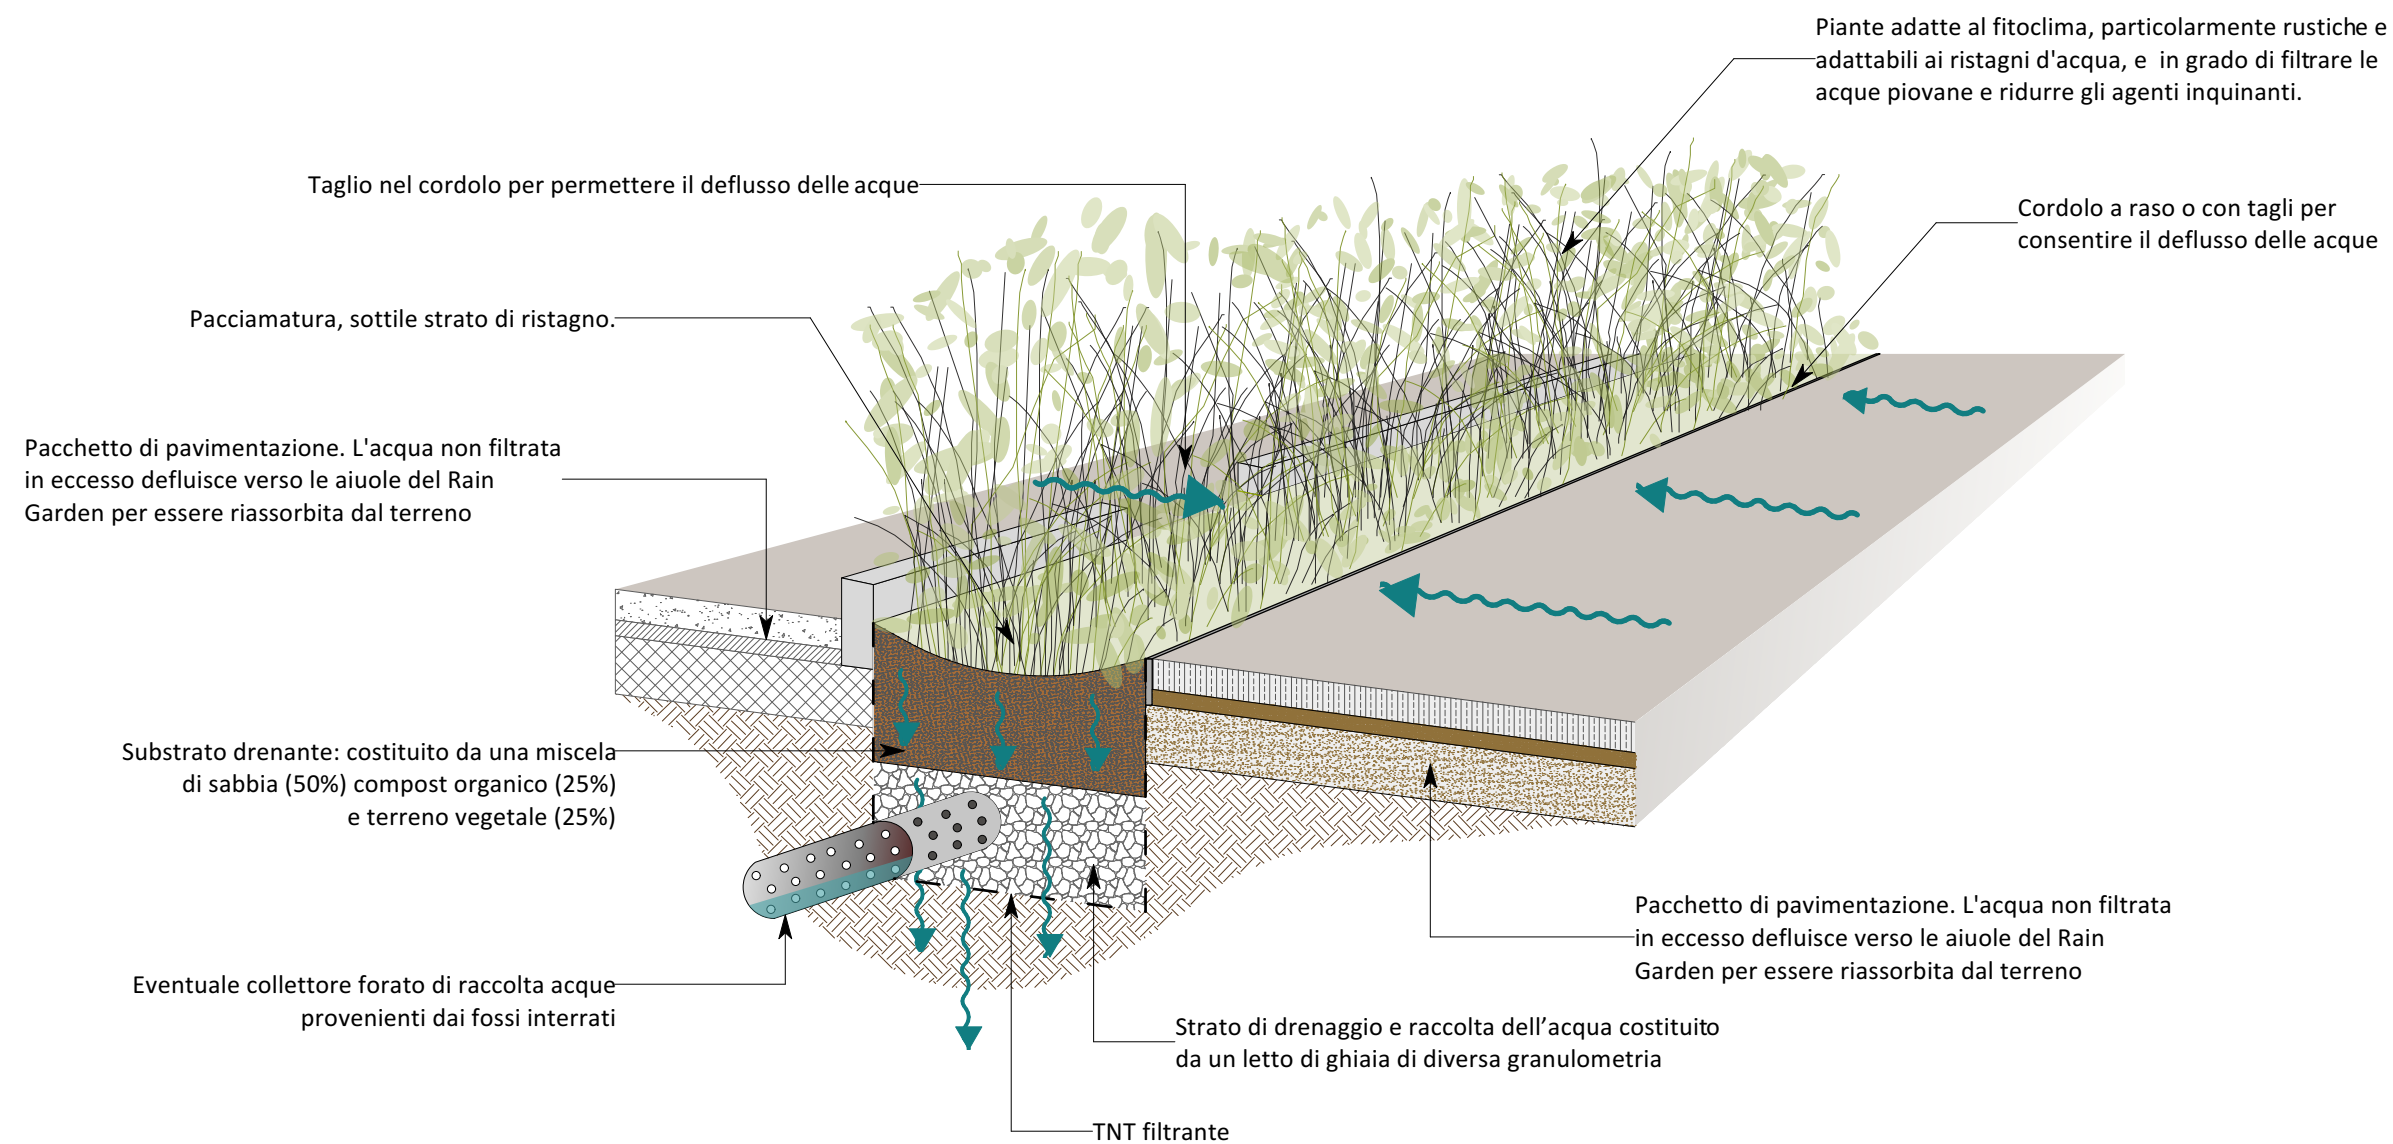 Piante adatte al fitoclima, particolarmente rustiche e
adattabili ai ristagni d'acqua, e in grado di filtrare le
acque piovane e ridurre gli agenti inquinanti.
Taglio nel cordolo per permettere il deflusso delle acque
Cordolo a raso o con tagli per
consentire il deflusso delle acque
Pacciamatura, sottile strato di ristagno.
Pacchetto di pavimentazione. L'acqua non filtrata
in eccesso defluisce verso le aiuole del Rain
Garden per essere riassorbita dal terreno
Substrato drenante: costituito da una miscela
di sabbia (50%) compost organico (25%)
e terreno vegetale (25%)
Pacchetto di pavimentazione. L'acqua non filtrata
in eccesso defluisce verso le aiuole del Rain
Garden per essere riassorbita dal terreno
Eventuale collettore forato di raccolta acque
provenienti dai fossi interrati
Strato di drenaggio e raccolta dell’acqua costituito
da un letto di ghiaia di diversa granulometria
TNT filtrante